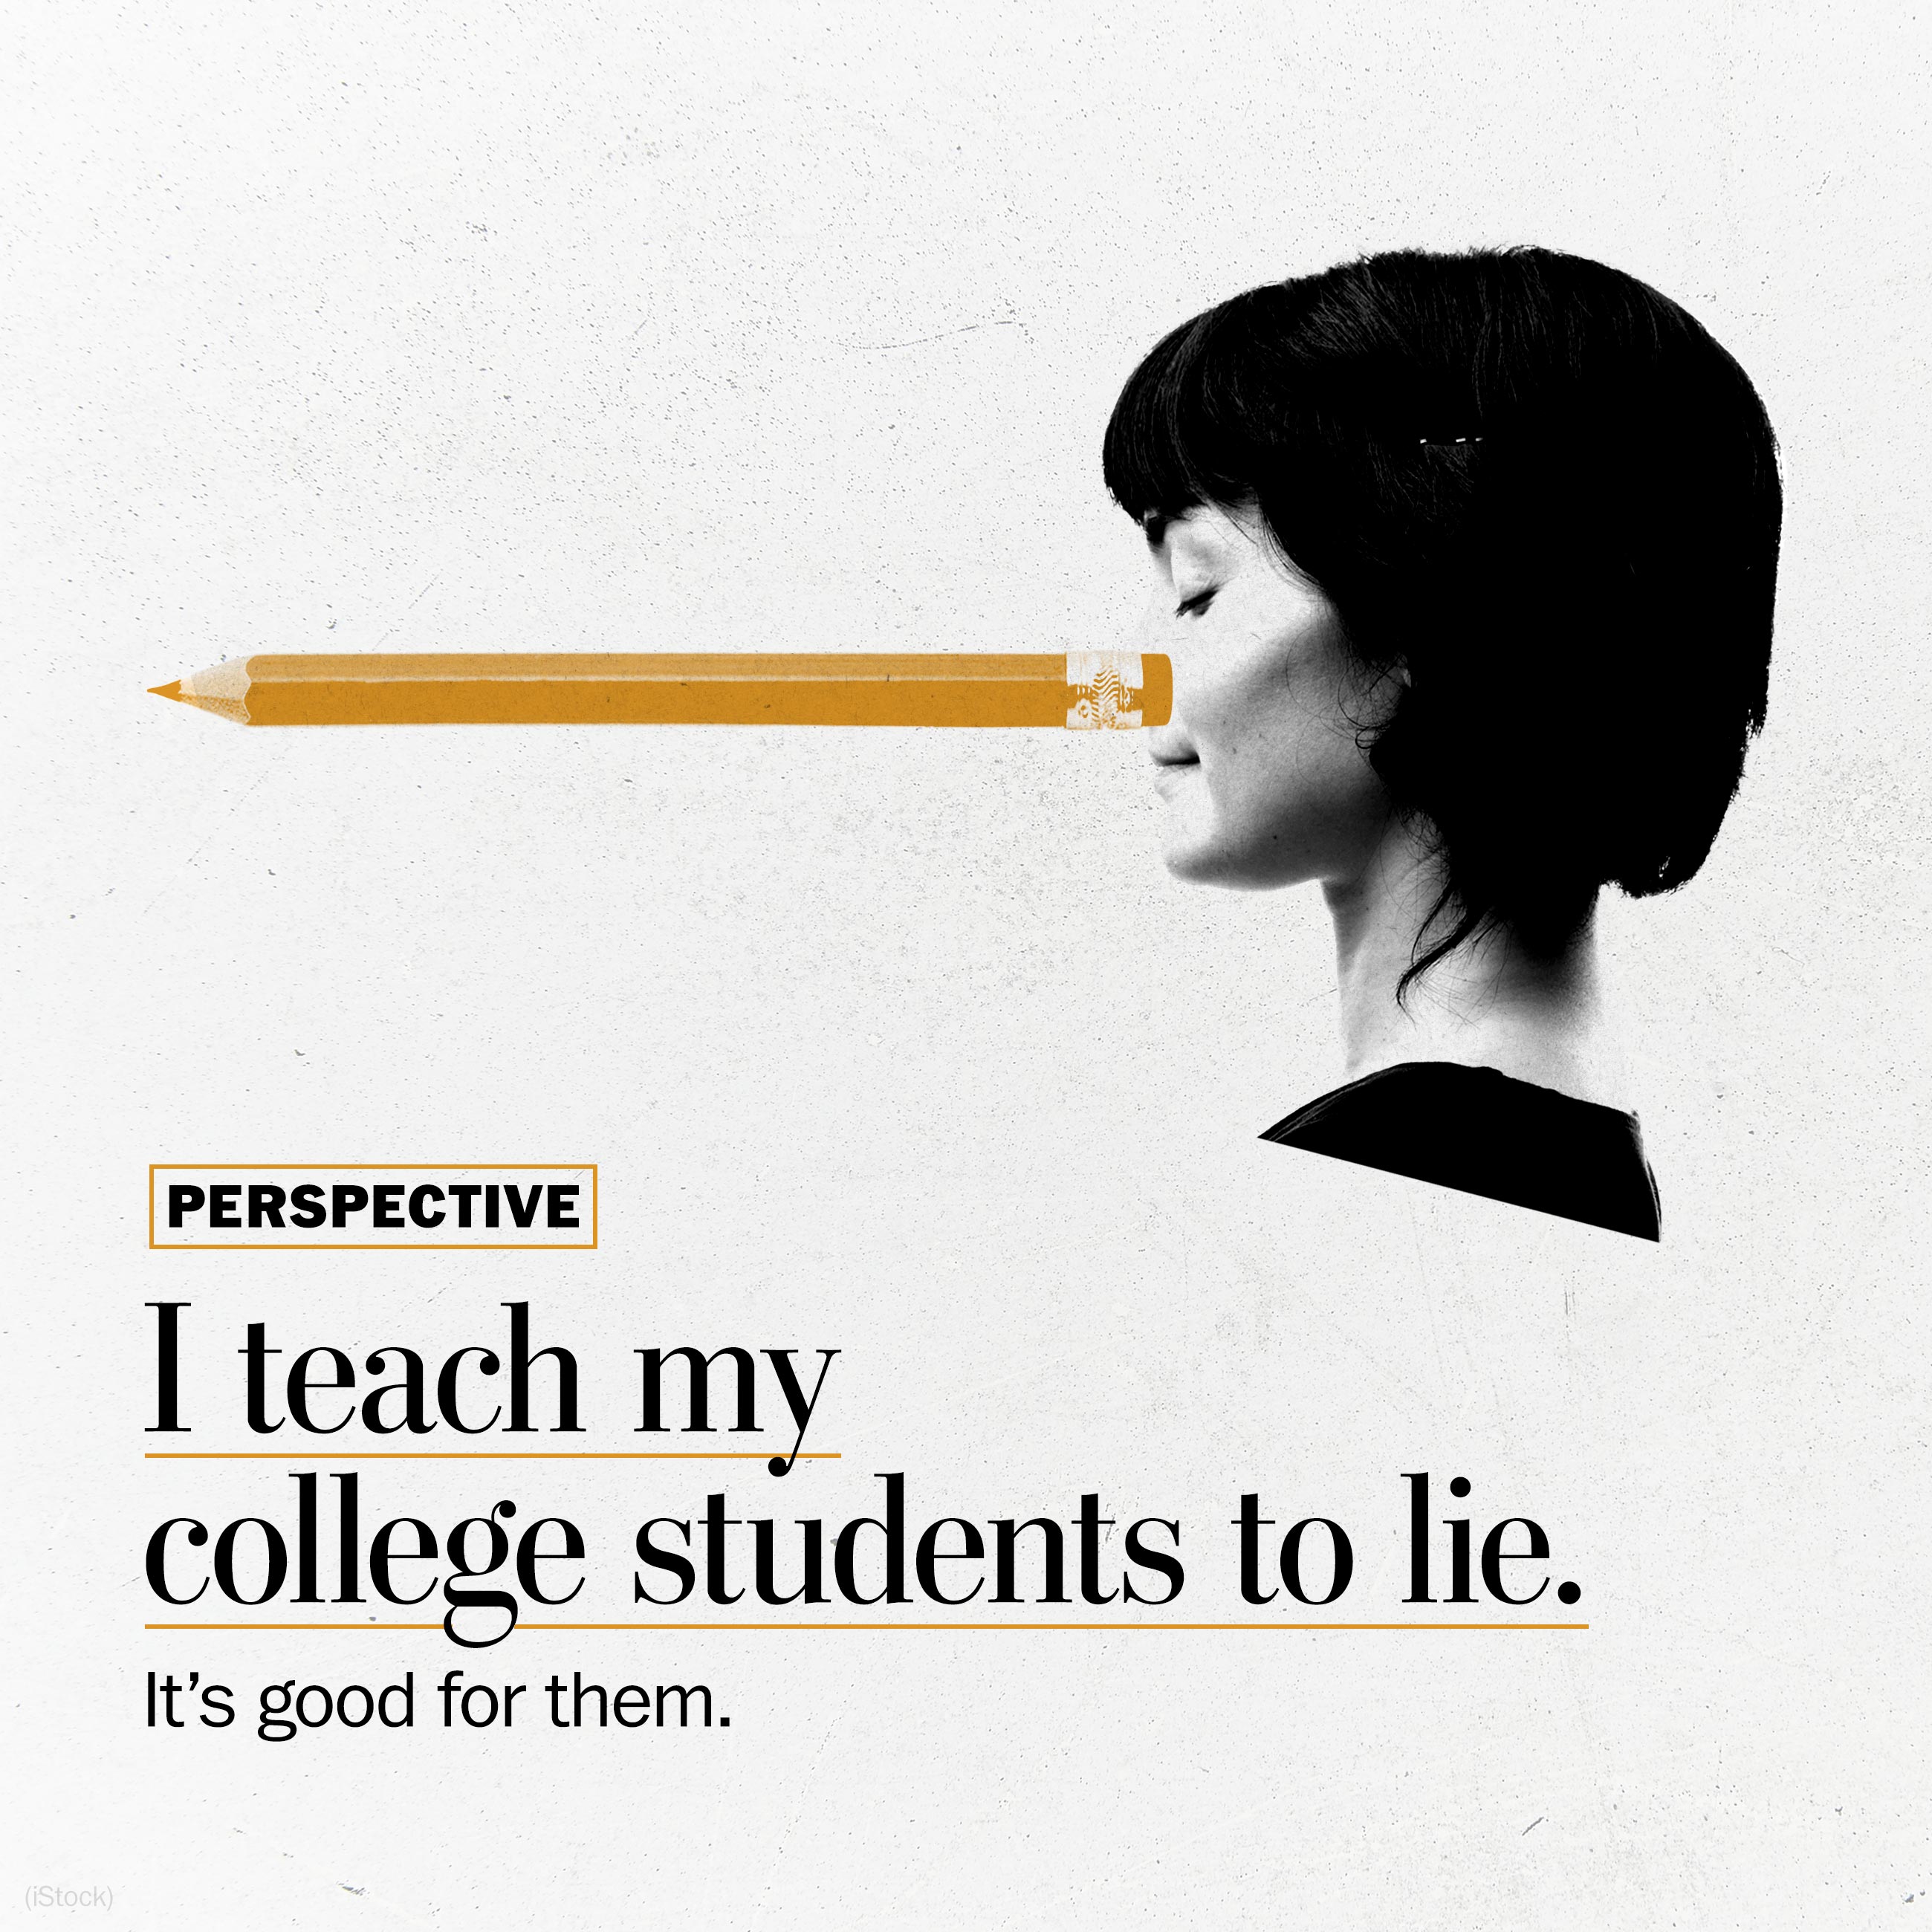 PERSPECTIVE
I teach my
college students to lie.
It’s good for them.
(iStock)